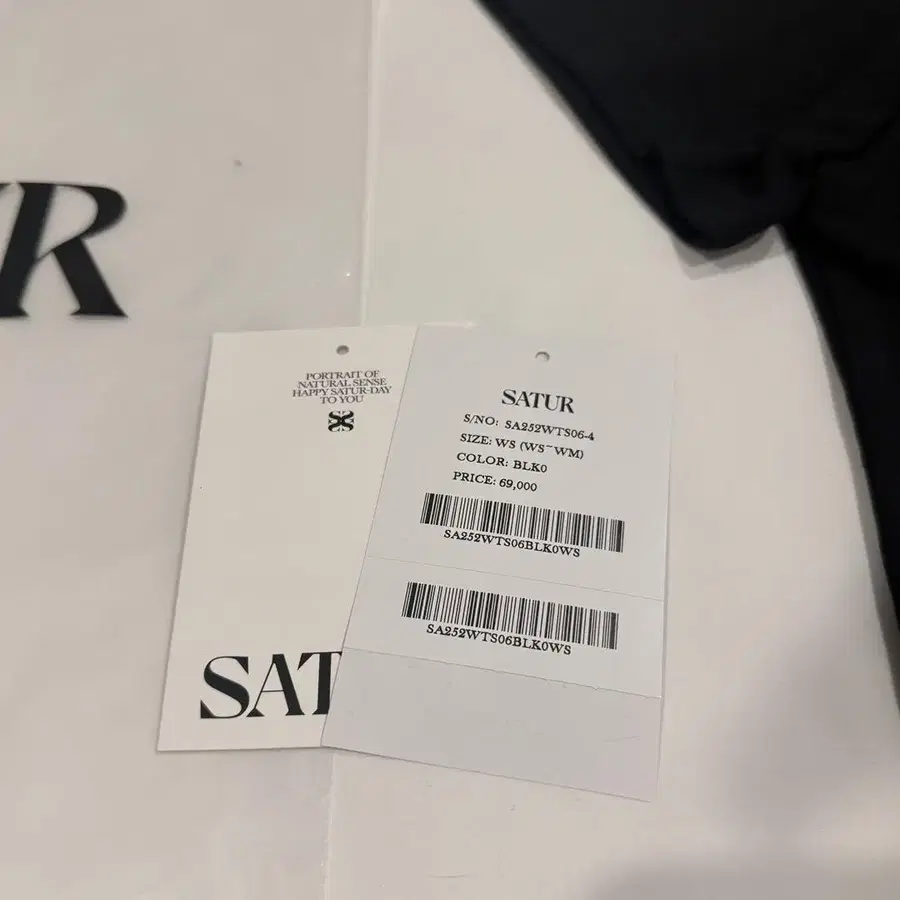 R
PORTRAIT OF
NATURAL SENSE
HAPPY SATUR-DAY
TO YOU
SAT
SATUR
S/NO: SA252WTS06-4
SIZE: WS (WS~WM)
COLOR: BLK0
PRICE: 69,000
SA252WTS06BLK0WS
SA252WTS06BLK0WS